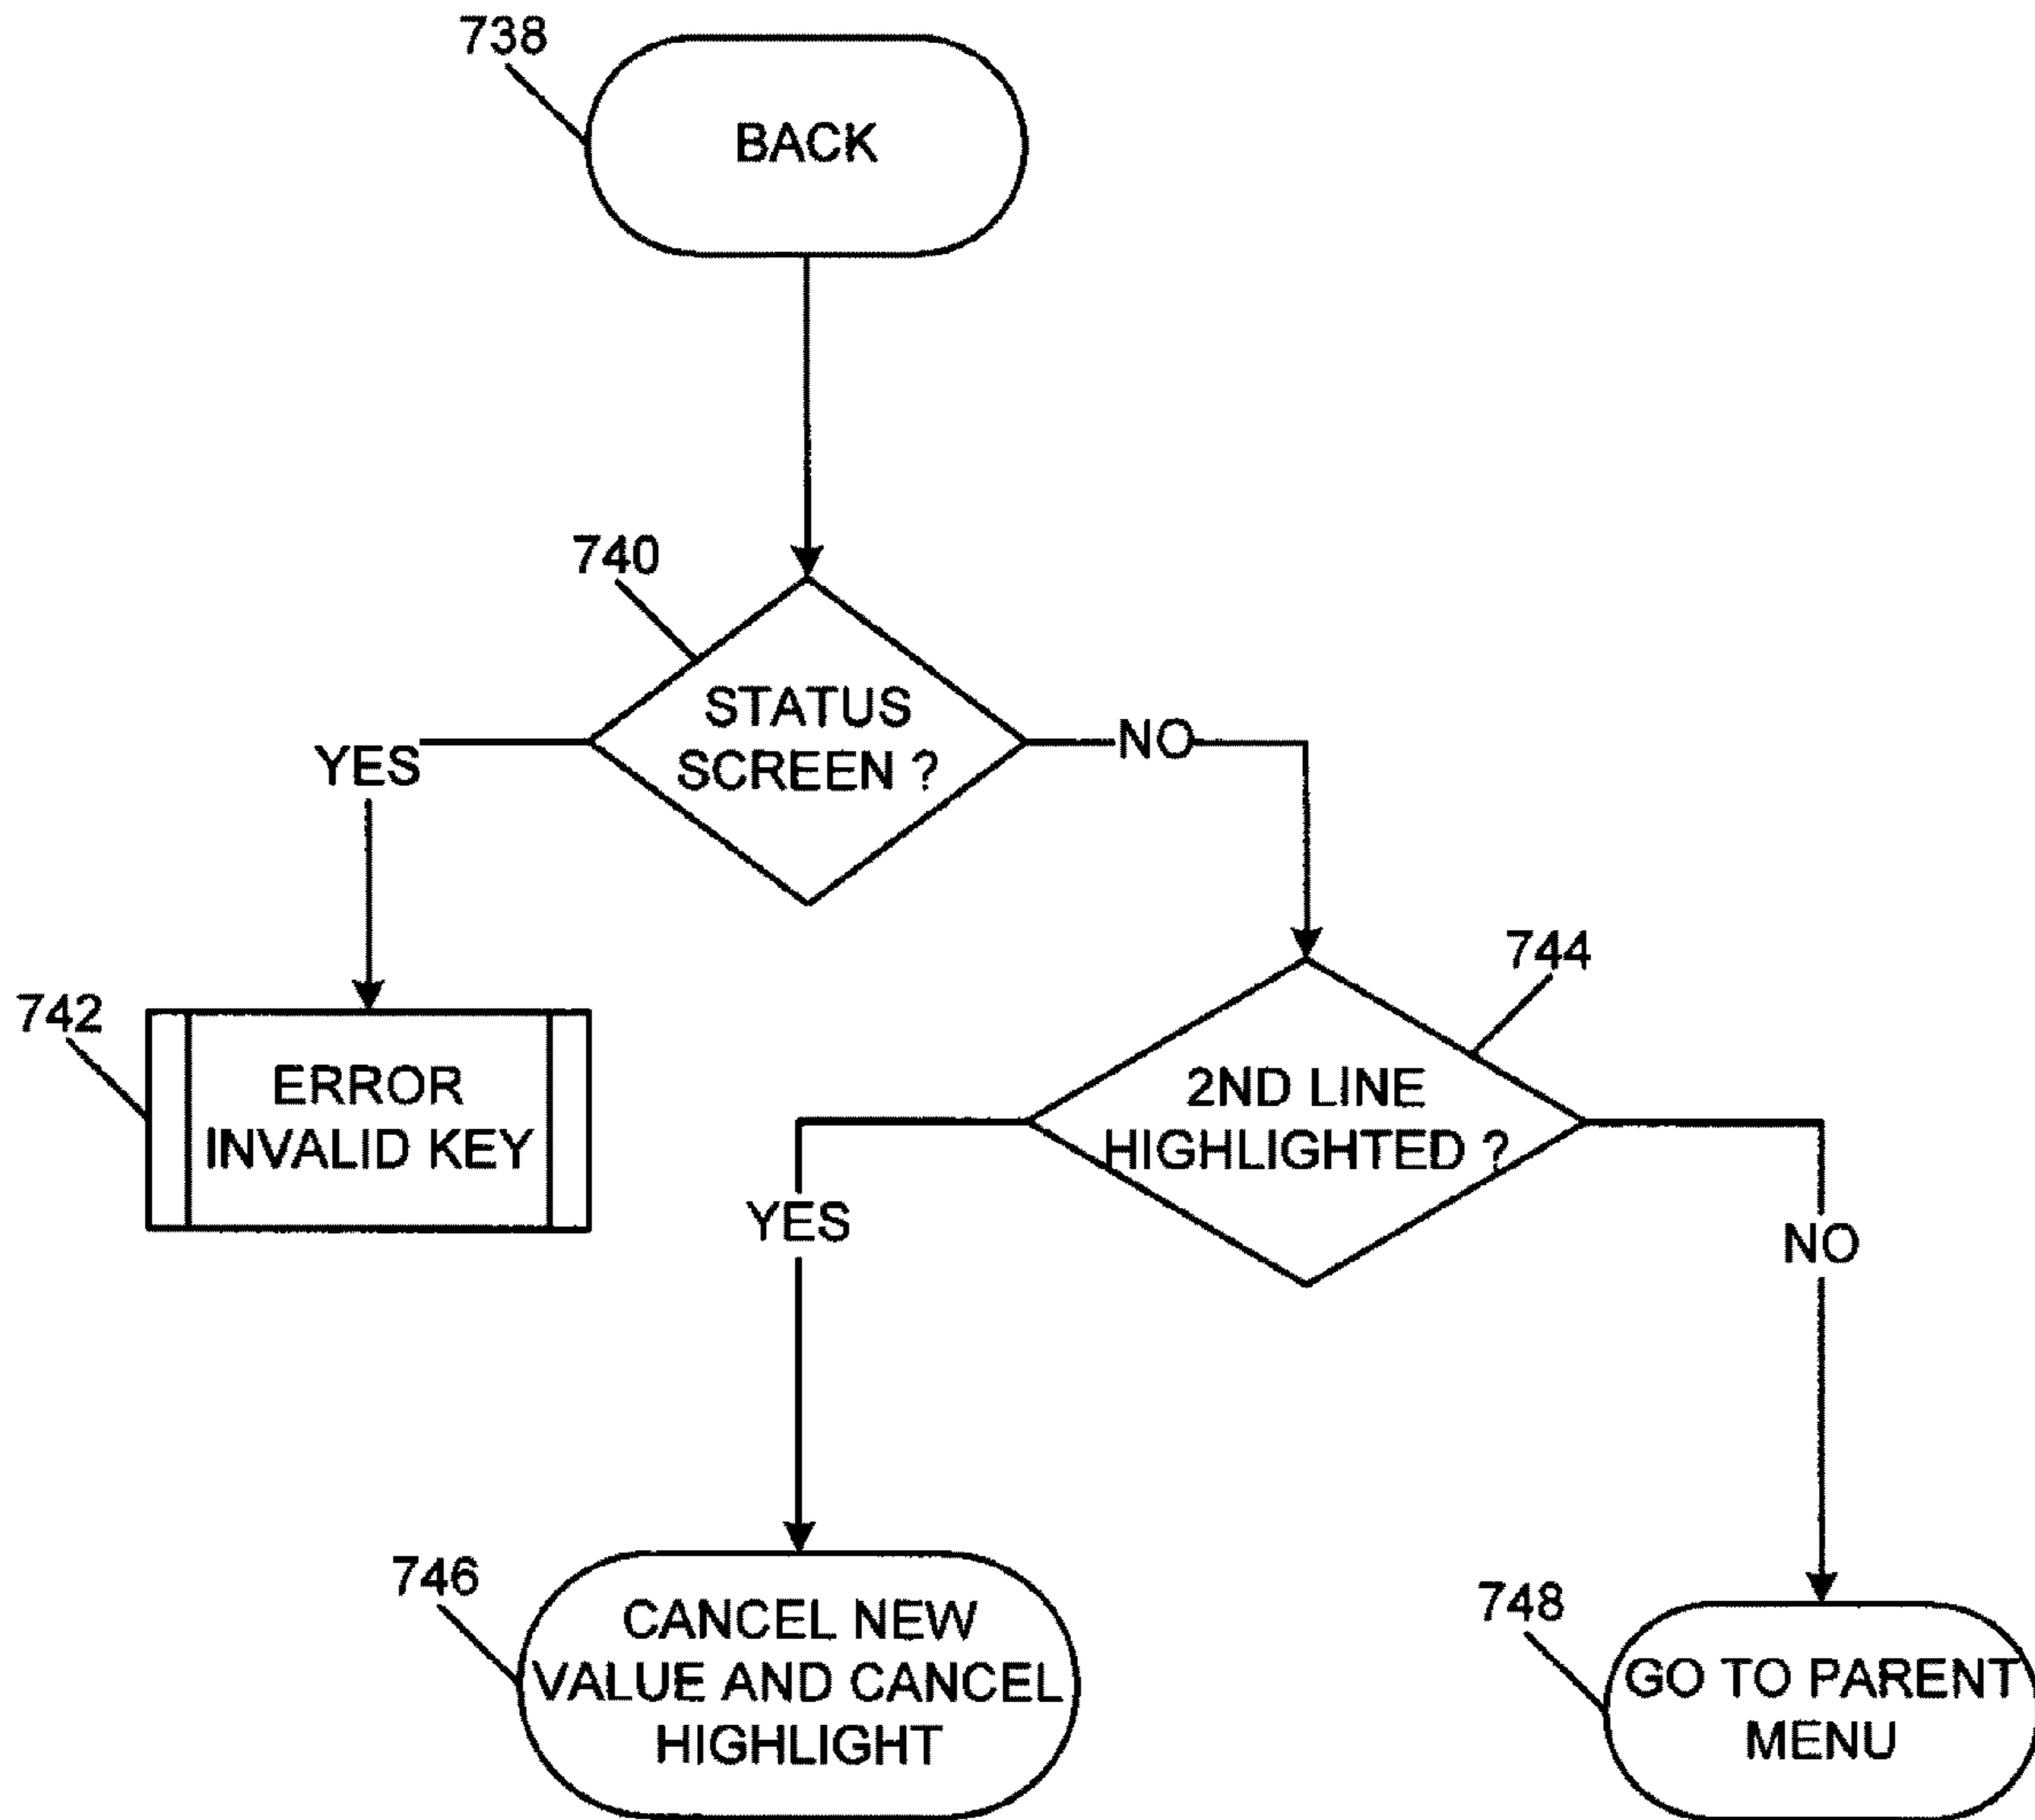 738
BACK
740
STATUS
SCREEN ?
YES
NO
742
ERROR
INVALID KEY
744
2ND LINE
HIGHLIGHTED ?
YES
NO
746
CANCEL NEW
VALUE AND CANCEL
HIGHLIGHT
748
GO TO PARENT
MENU